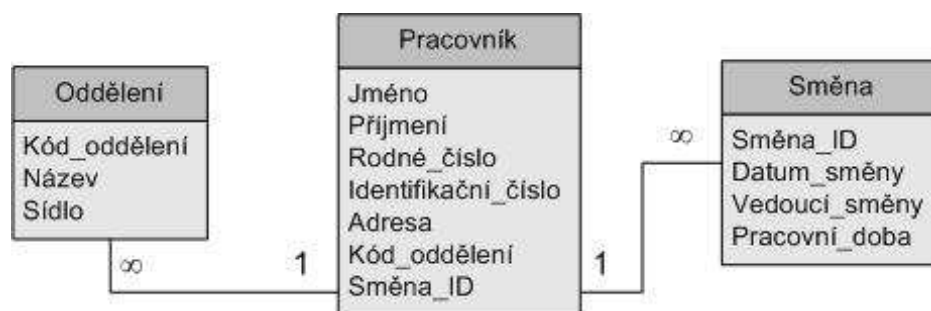 Oddělení
Kód_oddělení
Název
Sídlo
∞
1
Pracovník
Jméno
Příjmení
Rodné_číslo
Identifikační_číslo
Adresa
Kód_oddělení
Směna_ID
1
∞
Směna
Směna_ID
Datum_směny
Vedoucí_směny
Pracovní_doba